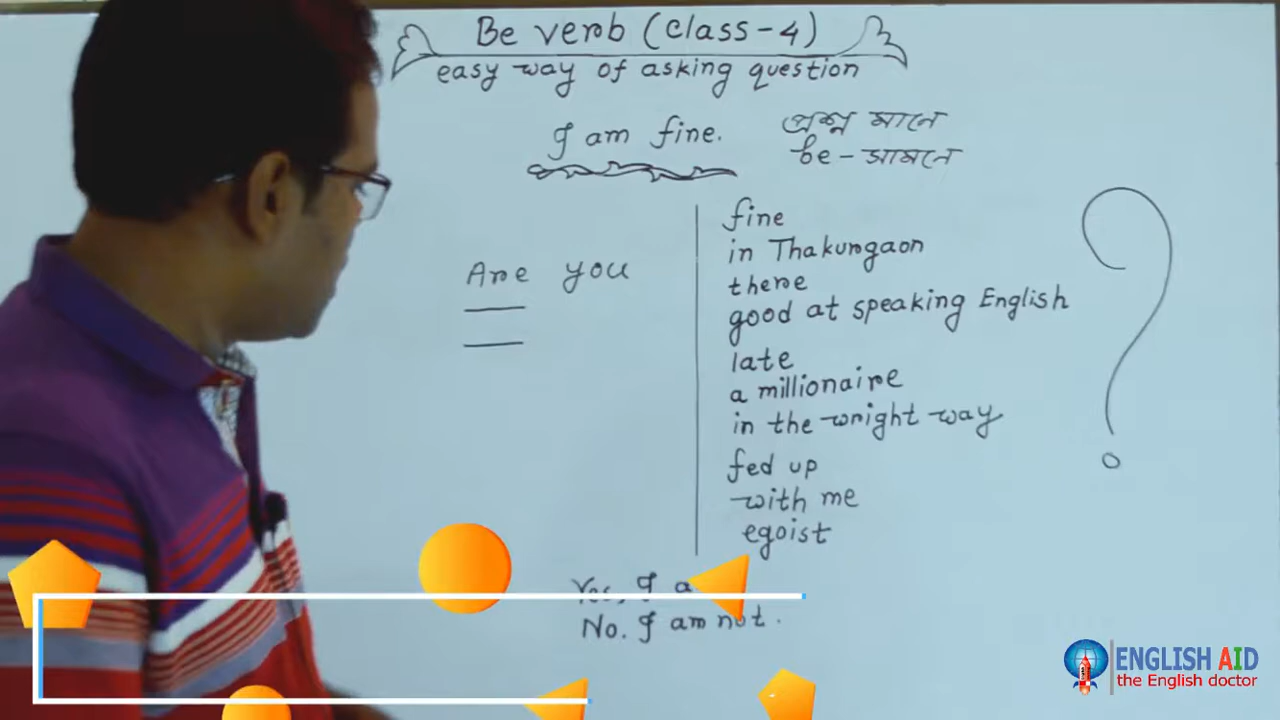 Be verb (class-4)
easy way of asking question
I am fine.
প্রশ্ন মানে
be - সামনে
Are you
fine
in Thakurgaon
there
good at speaking English
late
a millionaire
in the wright way
fed up
with me
egoist
?
Yes, I a
No. I am not.
ENGLISH AID
the English doctor